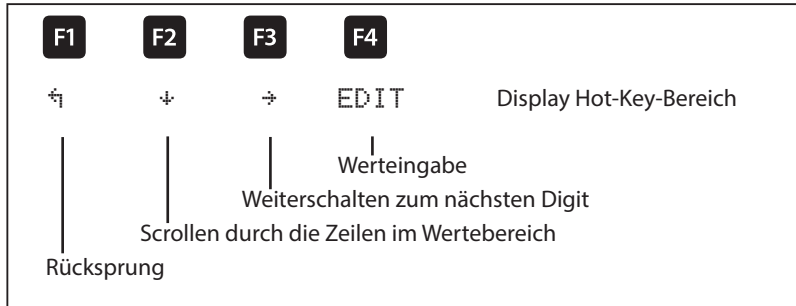 F1 F2 F3 F4
↰ ↓ → EDIT Display Hot-Key-Bereich
Werteingabe
Weiterschalten zum nächsten Digit
Scrollen durch die Zeilen im Wertebereich
Rücksprung